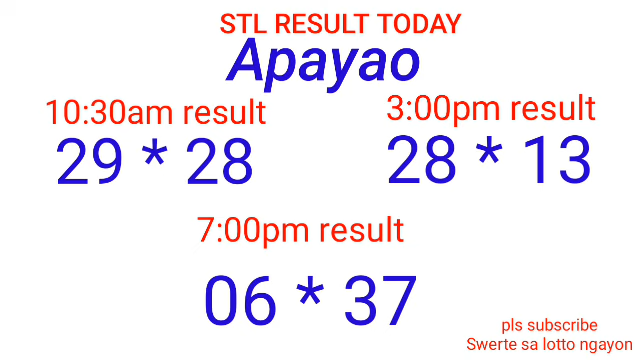 STL RESULT TODAY
Apayao
10:30am result
29 * 28
3:00pm result
28 * 13
7:00pm result
06 * 37
pls subscribe
Swerte sa lotto ngayon